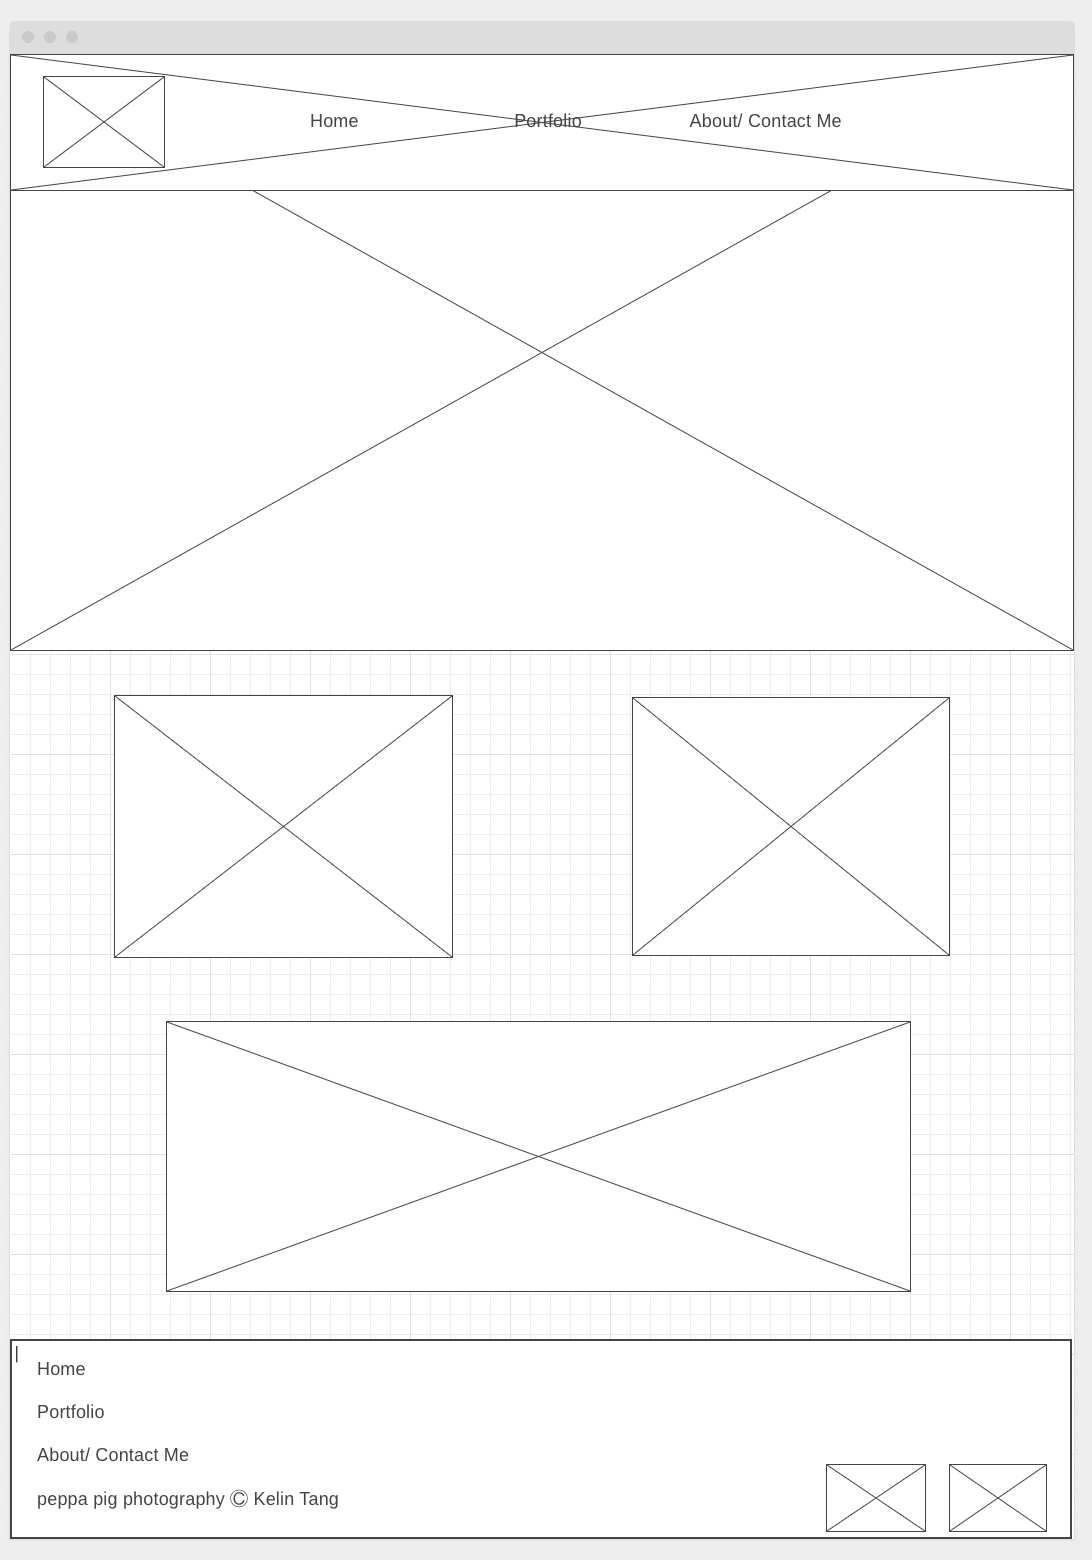 Home Portfolio About/ Contact Me
Home
Portfolio
About/ Contact Me
peppa pig photography Ⓒ Kelin Tang